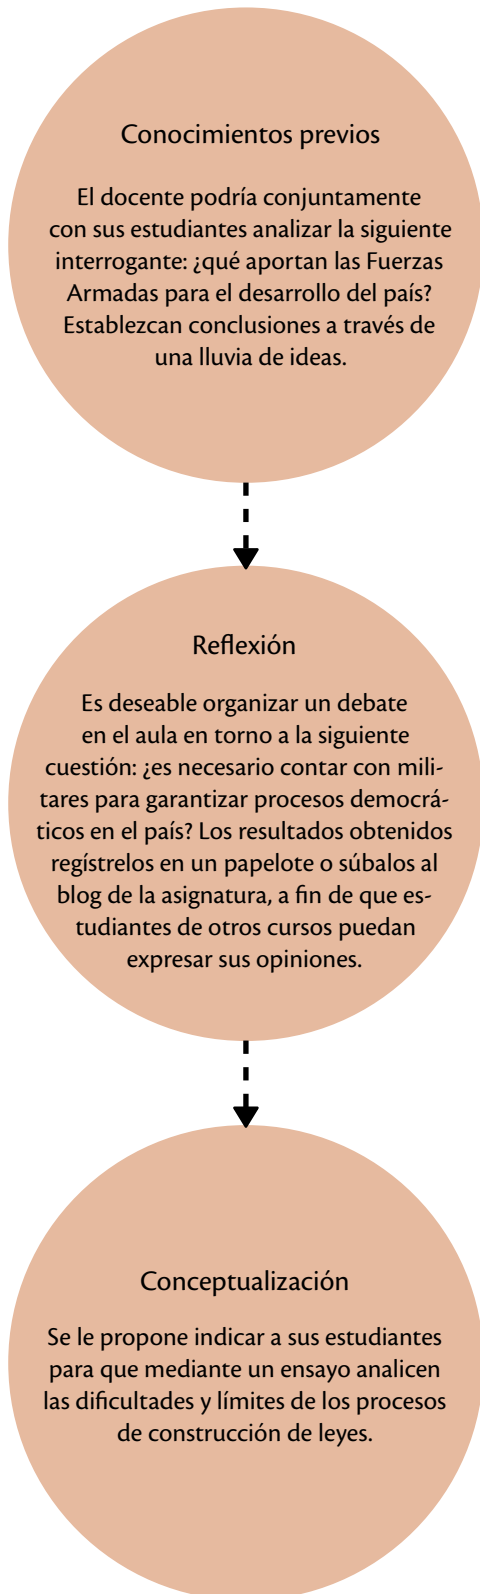 Conocimientos previos
El docente podría conjuntamente
con sus estudiantes analizar la siguiente
interrogante: ¿qué aportan las Fuerzas
Armadas para el desarrollo del país?
Establezcan conclusiones a través de
una lluvia de ideas.
Reflexión
Es deseable organizar un debate
en el aula en torno a la siguiente
cuestión: ¿es necesario contar con mili-
tares para garantizar procesos democrá-
ticos en el país? Los resultados obtenidos
regístrelos en un papelote o súbalos al
blog de la asignatura, a fin de que es-
tudiantes de otros cursos puedan
expresar sus opiniones.
Conceptualización
Se le propone indicar a sus estudiantes
para que mediante un ensayo analicen
las dificultades y límites de los procesos
de construcción de leyes.